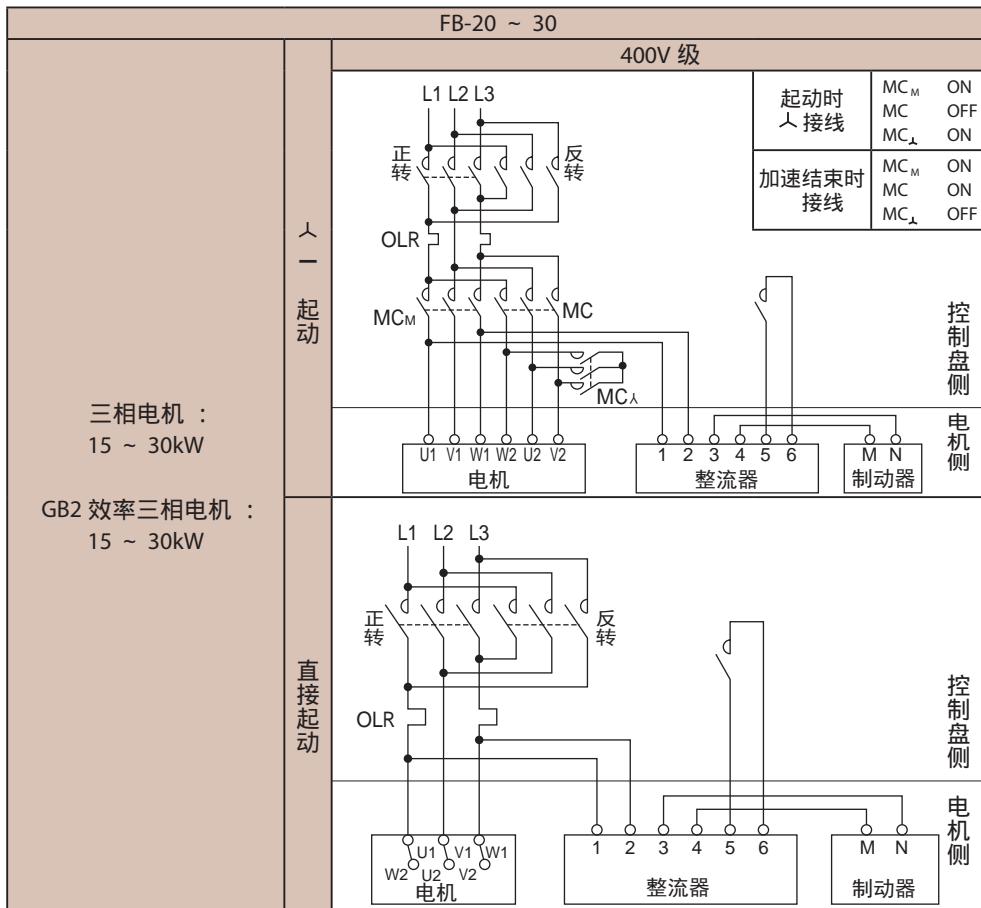 FB-20 ~ 30
400V 级
三相电机 :
15 ~ 30kW
GB2 效率三相电机 :
15 ~ 30kW
人 一 起动
L1 L2 L3
正转
反转
OLR
MCM
MC
MC人
起动时
人 接线
MCM ON
MC OFF
MC人 ON
加速结束时
接线
MCM ON
MC ON
MC人 OFF
控制盘侧
电机侧
U1 V1 W1 W2 U2 V2
电机
1 2 3 4 5 6
整流器
M N
制动器
直接起动
L1 L2 L3
正转
反转
OLR
控制盘侧
电机侧
U1 V1 W1
W2 U2 V2
电机
1 2 3 4 5 6
整流器
M N
制动器